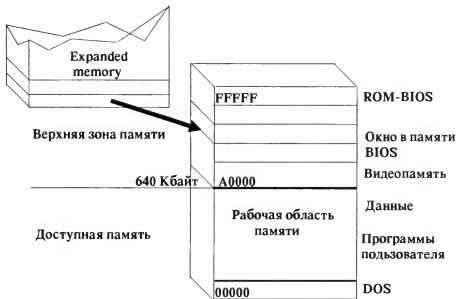 Expanded
memory
FFFFF
ROM-BIOS
Верхняя зона памяти
Окно в памяти
BIOS
640 Кбайт
A0000
Видеопамять
Данные
Рабочая область
памяти
Доступная память
Программы
подьзователя
00000
DOS